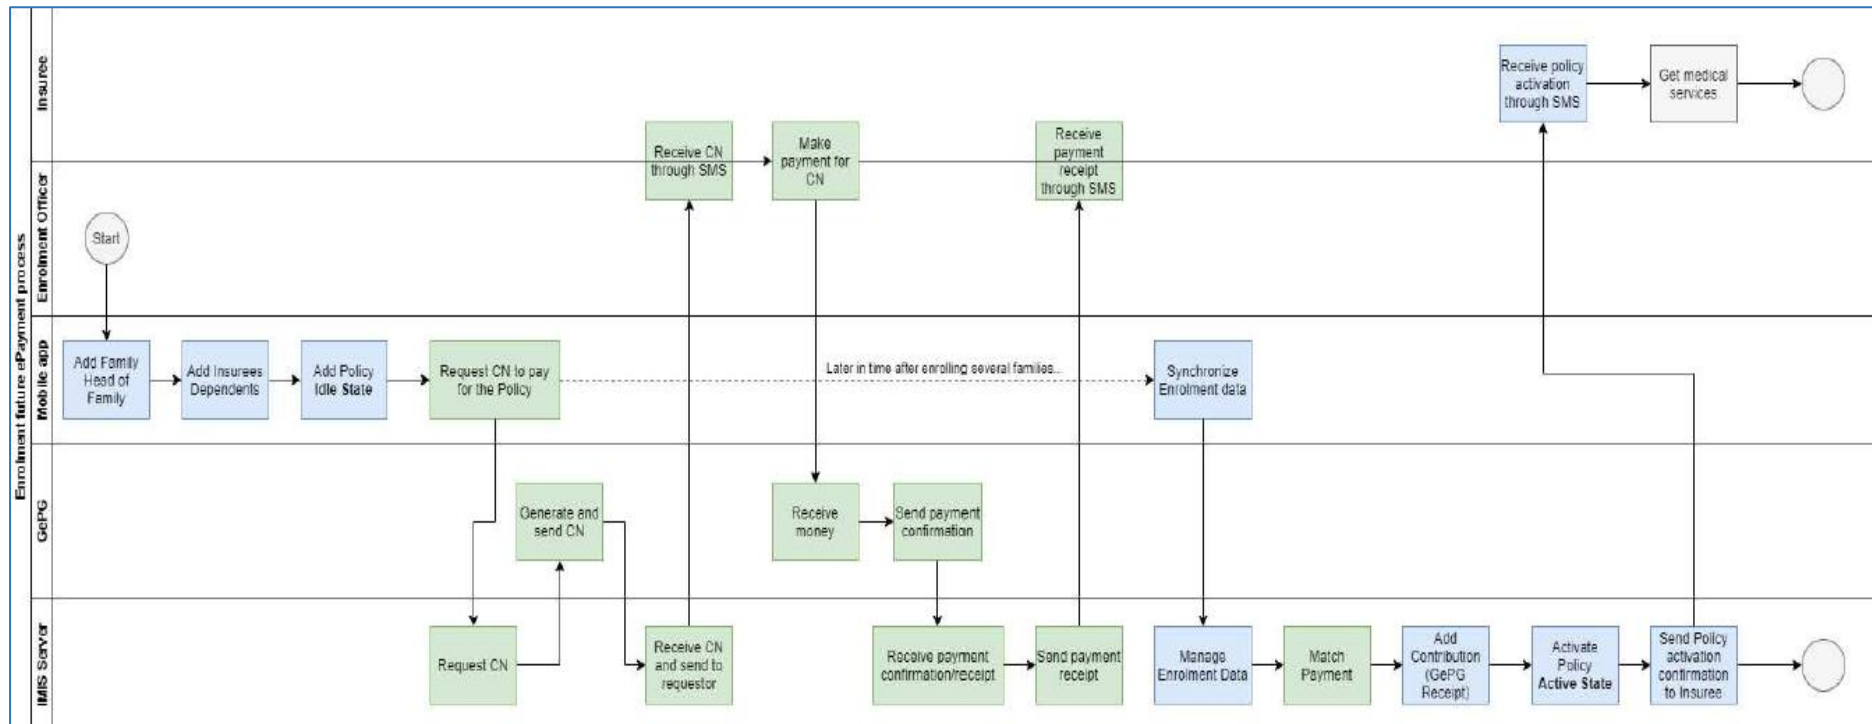 Enrolment future ePayment process
Insuree
Receive policy
activation
through SMS
Get medical
services
Receive CN
through SMS
Make
payment for
CN
Receive
payment
receipt
through SMS
Enrolment Officer
Start
Mobile app
Add Family
Head of
Family
Add Insurees
Dependents
Add Policy
Idle State
Request CN to pay
for the Policy
Later in time after enrolling several families...
Synchronize
Enrolment data
GePG
Generate and
send CN
Receive
money
Send payment
confirmation
IMIS Server
Request CN
Receive CN
and send to
requestor
Receive payment
confirmation/receipt
Send payment
receipt
Manage
Enrolment Data
Match
Payment
Add
Contribution
(GePG
Receipt)
Activate
Policy
Active State
Send Policy
activation
confirmation
to Insuree